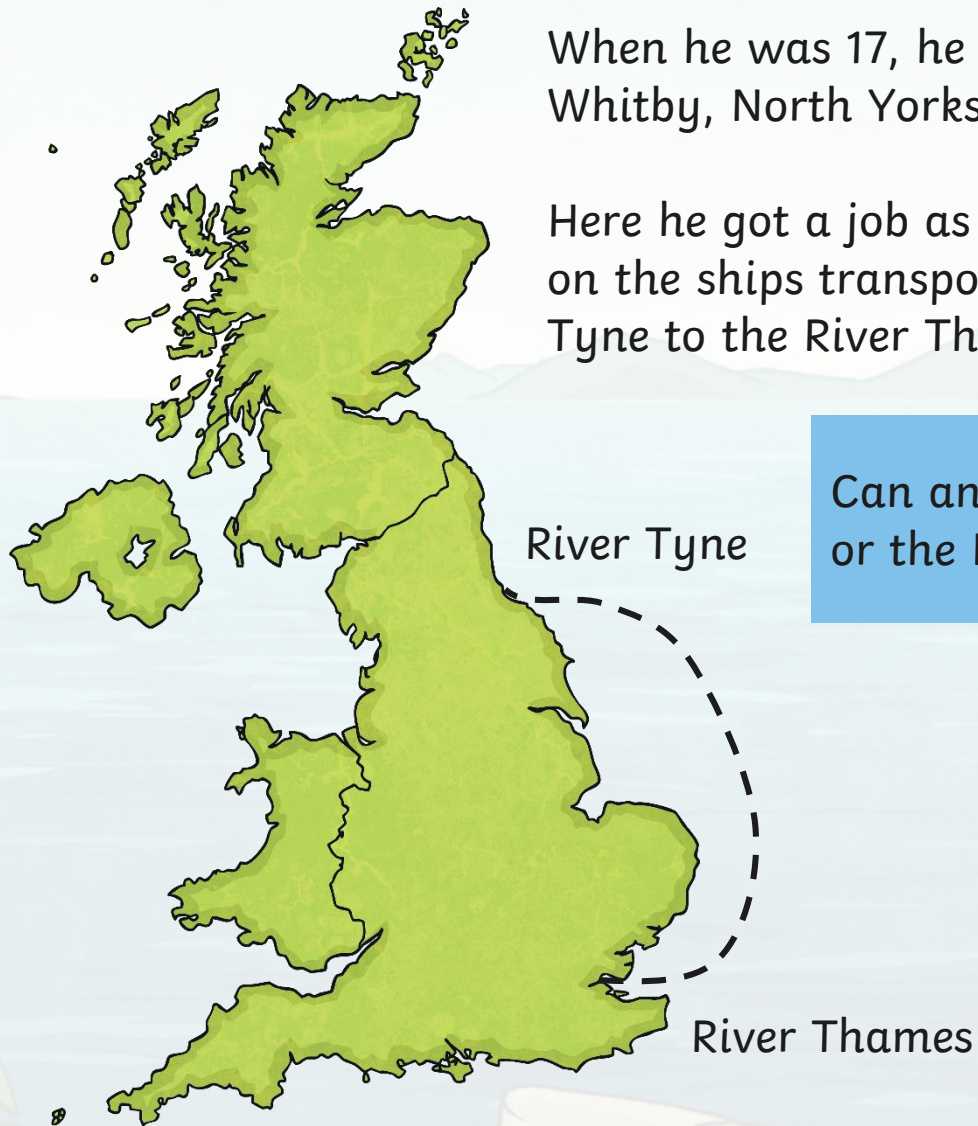 When he was 17, he
Whitby, North Yorks
Here he got a job as
on the ships transpo
Tyne to the River Th
Can an
or the
River Tyne
River Thames